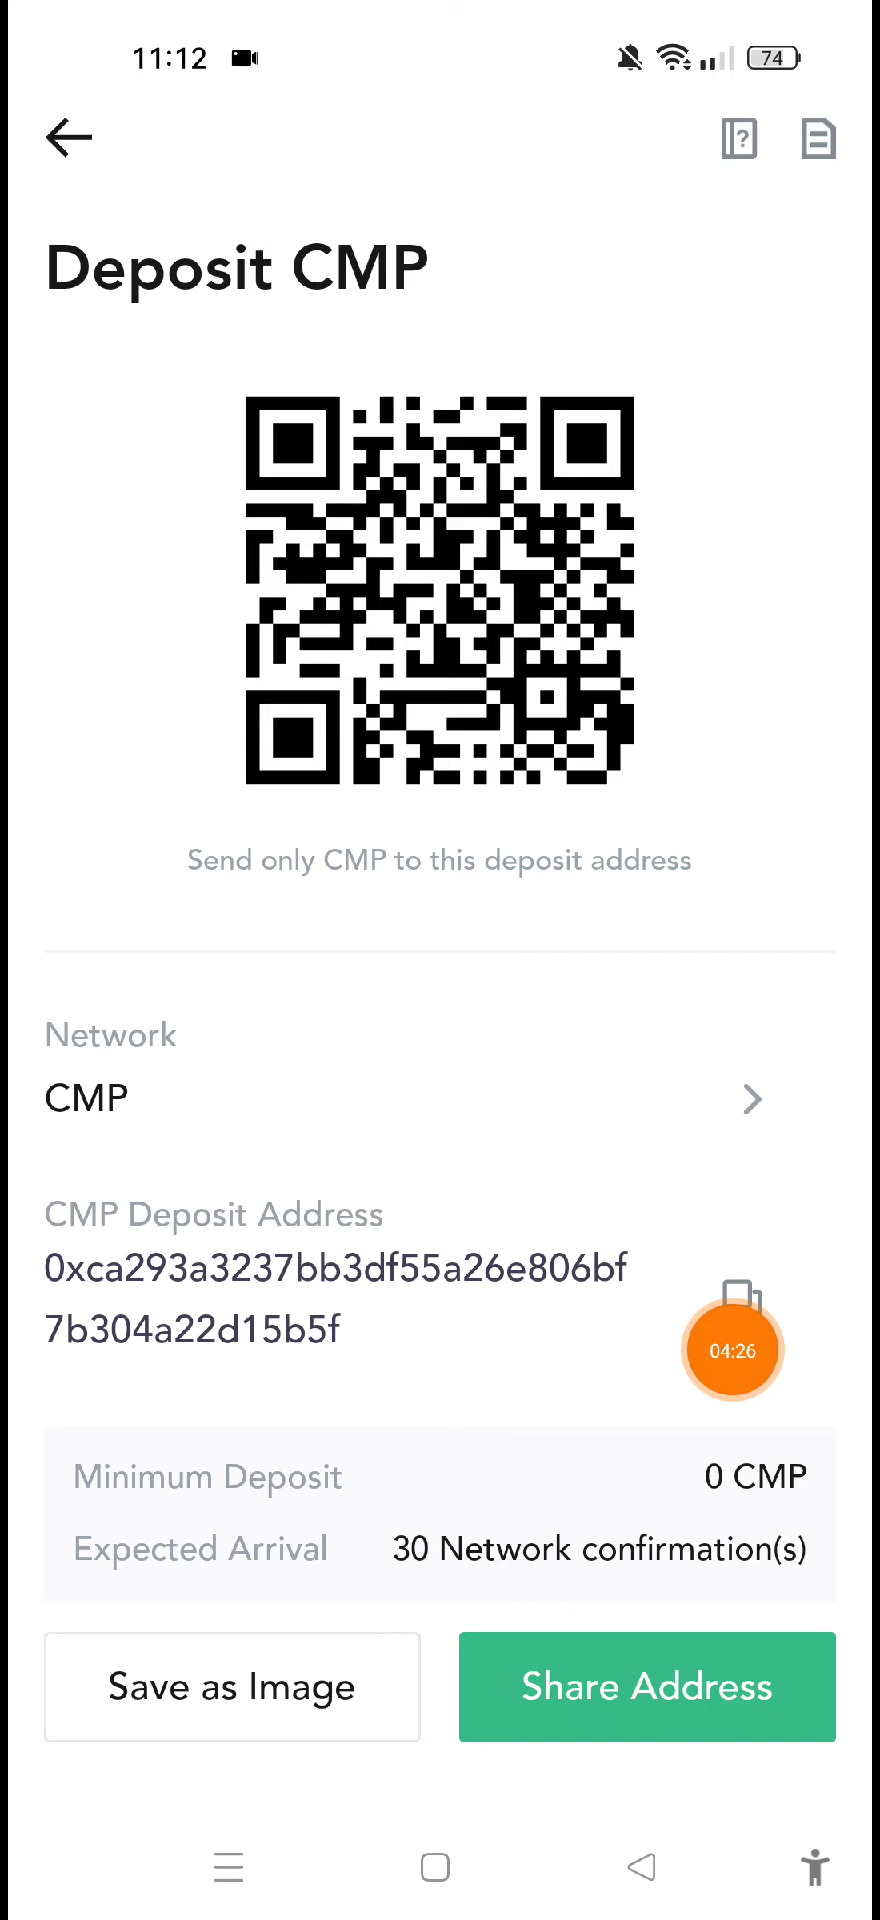 11:12
74
Deposit CMP
Send only CMP to this deposit address
Network
CMP
CMP Deposit Address
0xca293a3237bb3df55a26e806bf
7b304a22d15b5f
04:26
Minimum Deposit 0 CMP
Expected Arrival 30 Network confirmation(s)
Save as Image Share Address